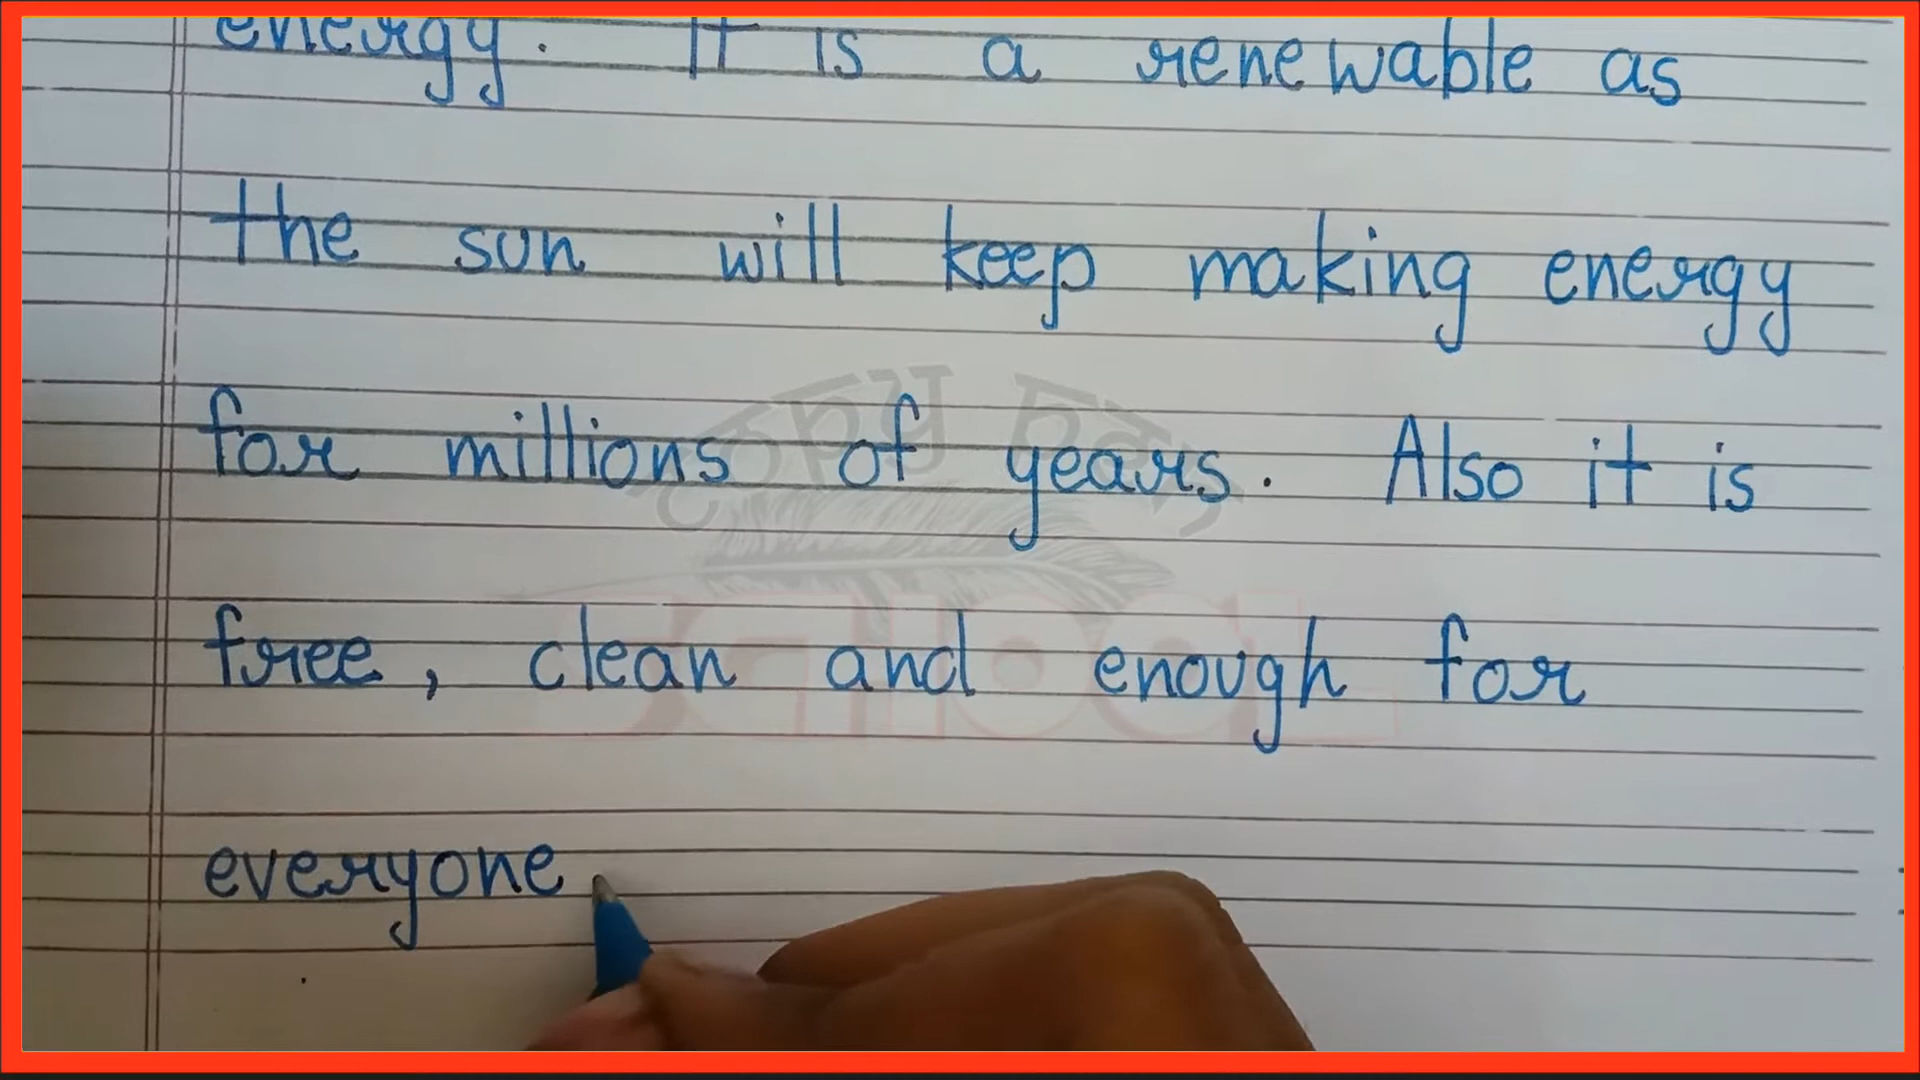 energy. It is a renewable as
the sun will keep making energy
for millions of years. Also it is
free, clean and enough for
everyone